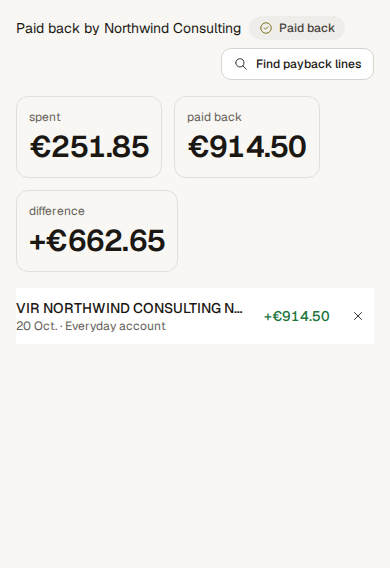 Paid back by Northwind Consulting
Paid back
Find payback lines
spent
€251.85
paid back
€914.50
difference
+€662.65
VIR NORTHWIND CONSULTING N…
+€914.50
20 Oct. · Everyday account